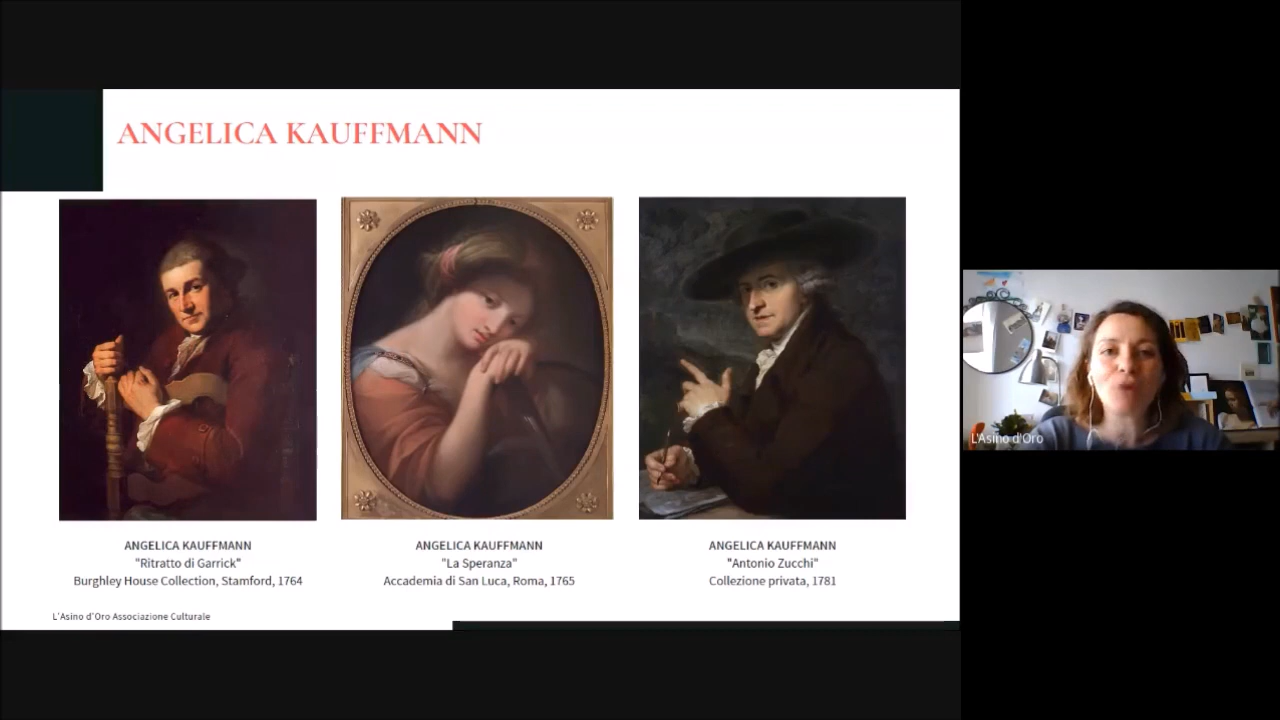 ANGELICA KAUFFMANN
ANGELICA KAUFFMANN
"Ritratto di Garrick"
Burghley House Collection, Stamford, 1764
ANGELICA KAUFFMANN
"La Speranza"
Accademia di San Luca, Roma, 1765
ANGELICA KAUFFMANN
"Antonio Zucchi"
Collezione privata, 1781
L'Asino d'Oro Associazione Culturale
L'Asino d'Oro